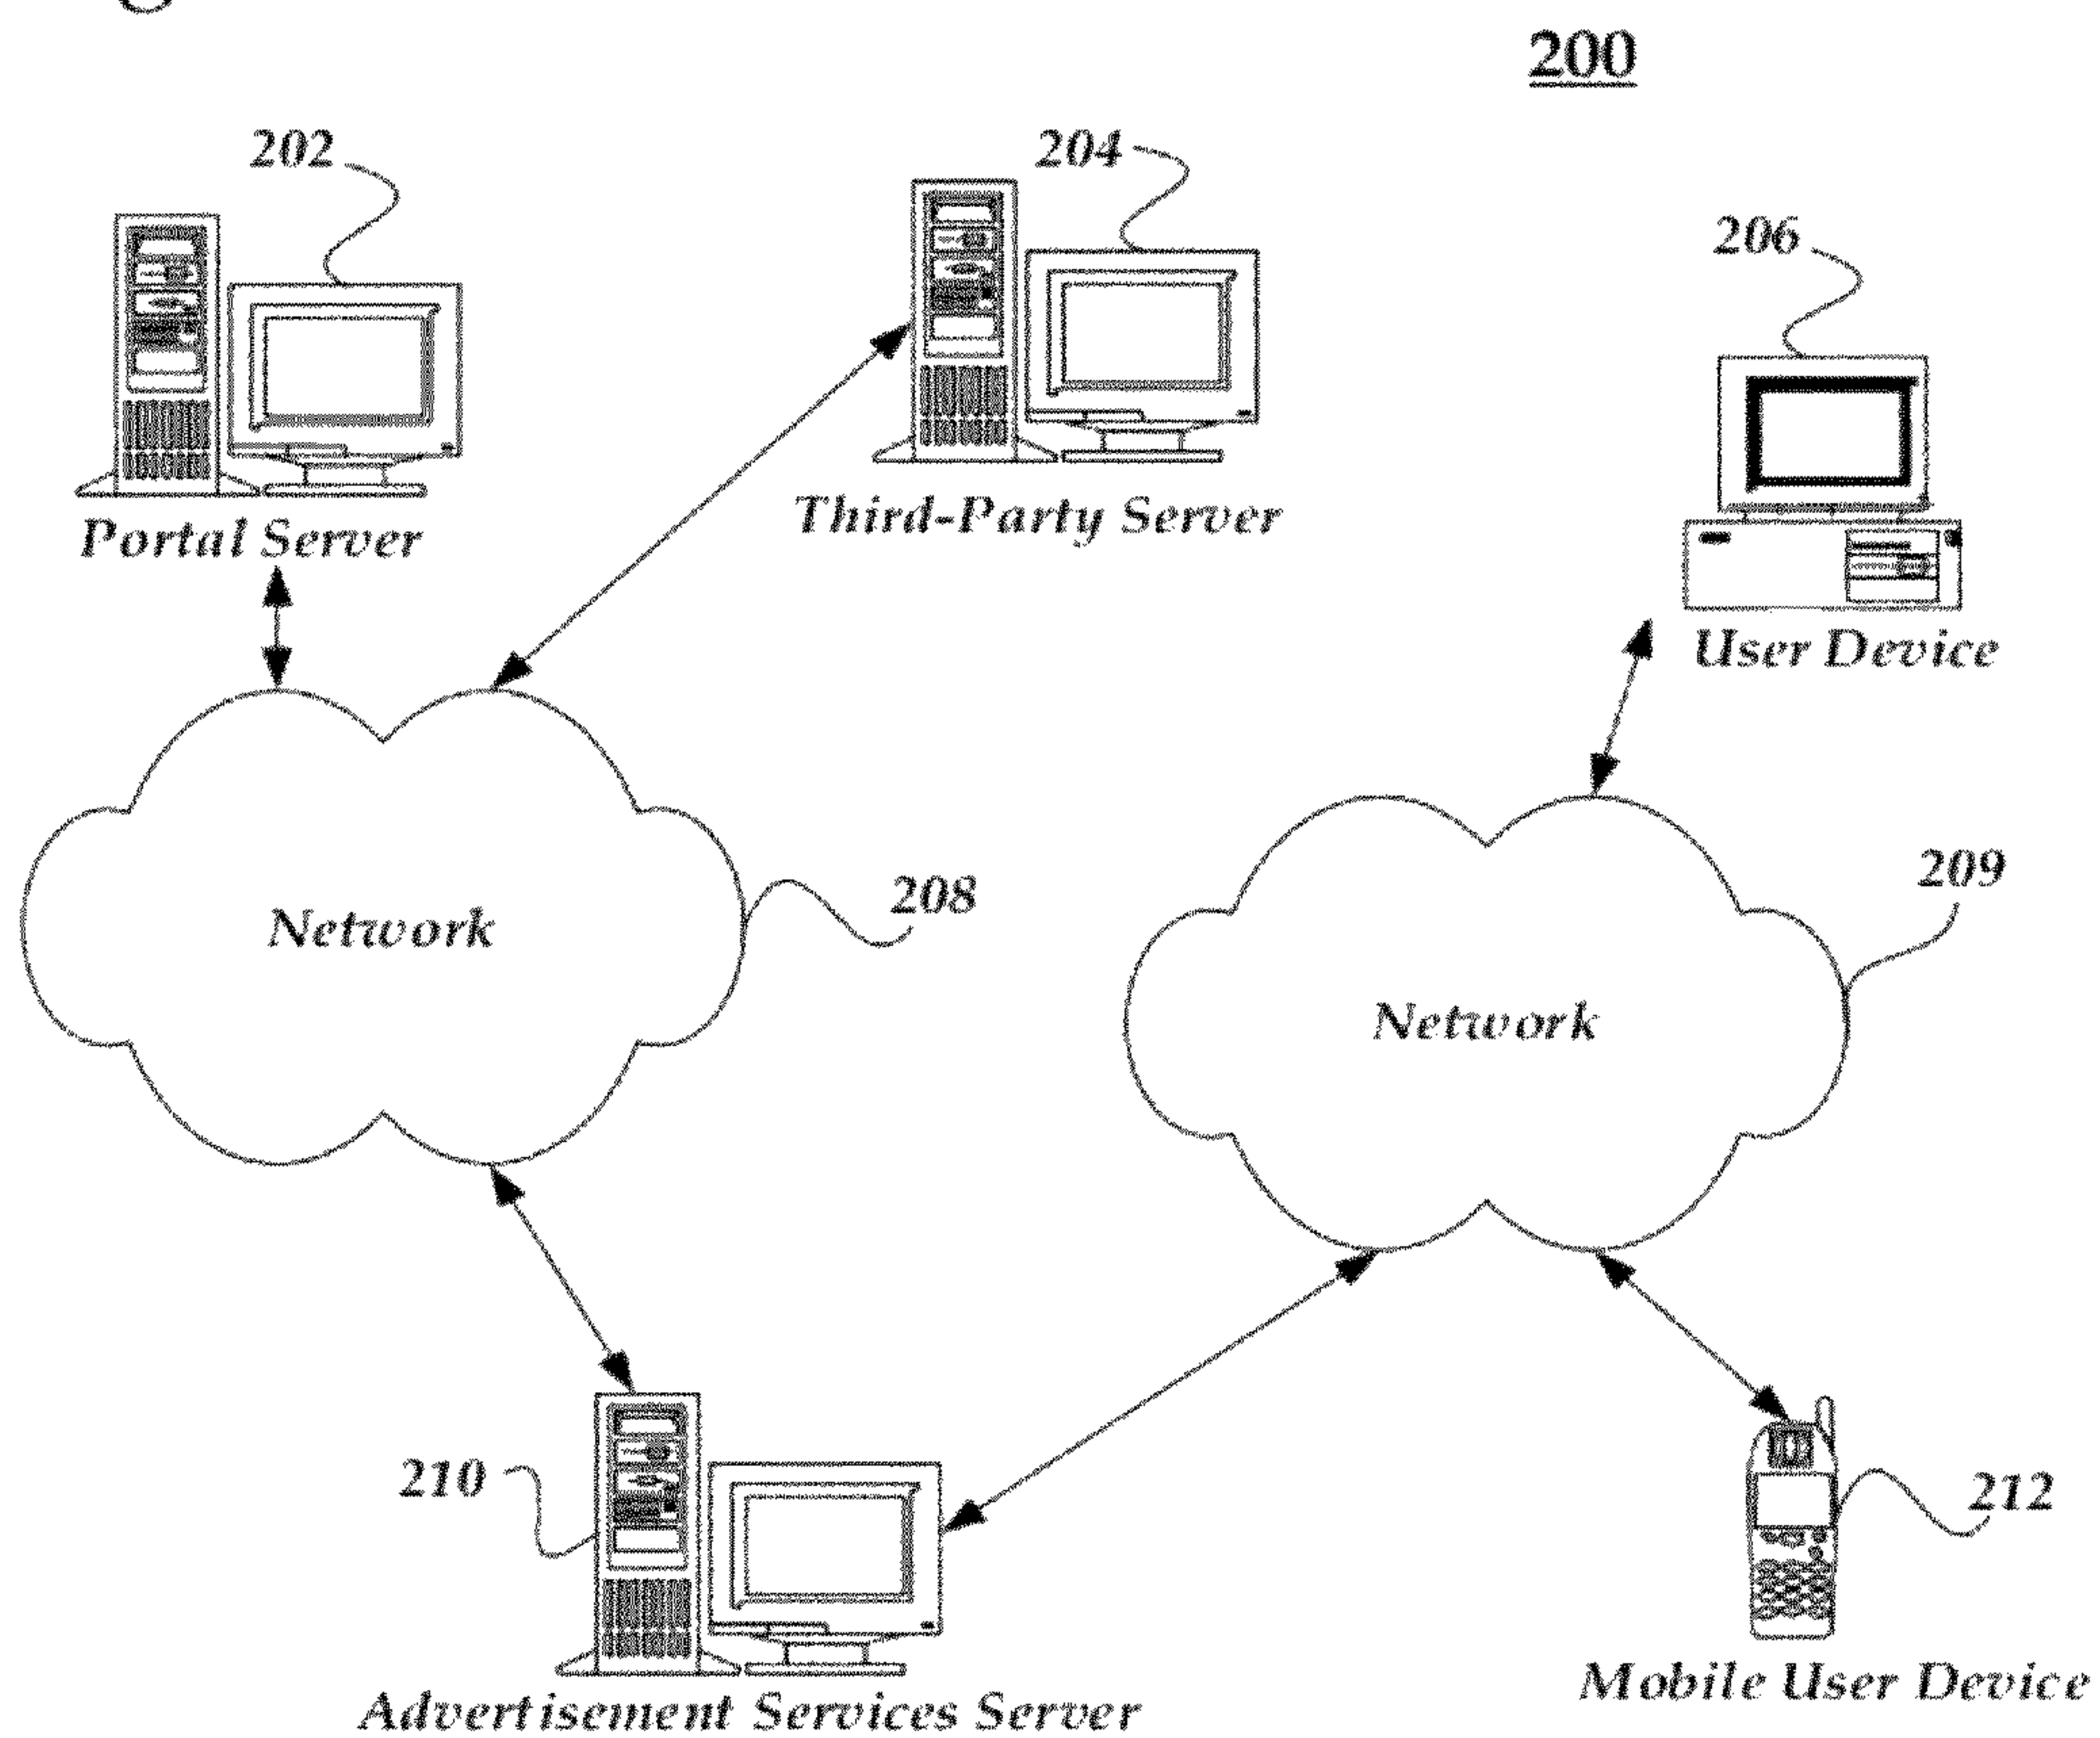 200
202
204
206
Portal Server
Third-Party Server
User Device
208
209
Network
Network
210
212
Mobile User Device
Advertisement Services Server